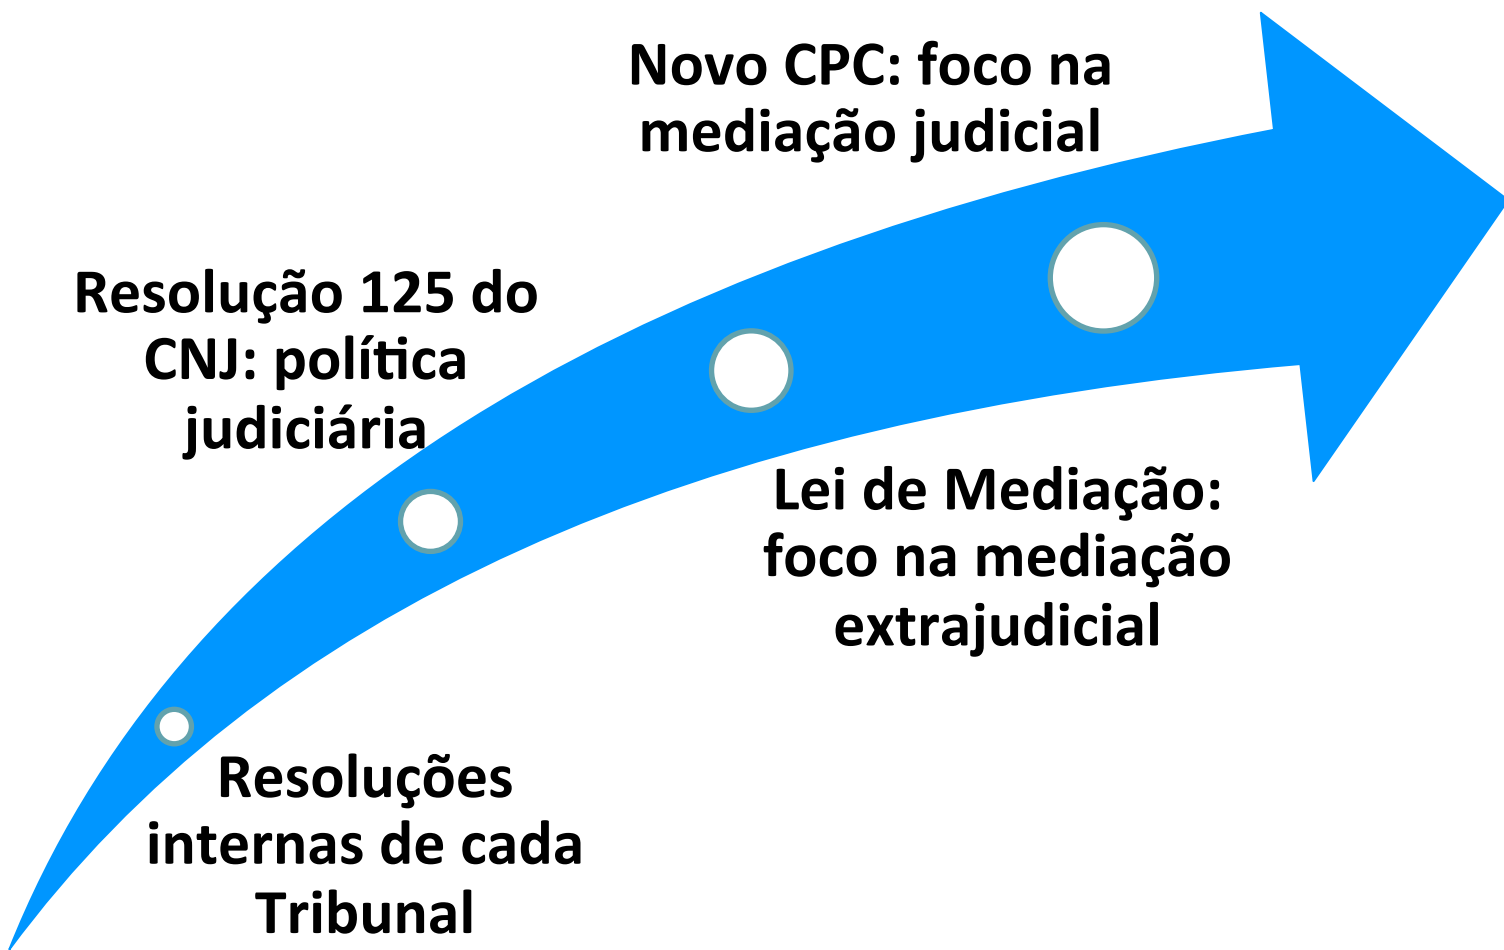 Novo CPC: foco na
mediação judicial
Resolução 125 do
CNJ: política
judiciária
Lei de Mediação:
foco na mediação
extrajudicial
Resoluções
internas de cada
Tribunal